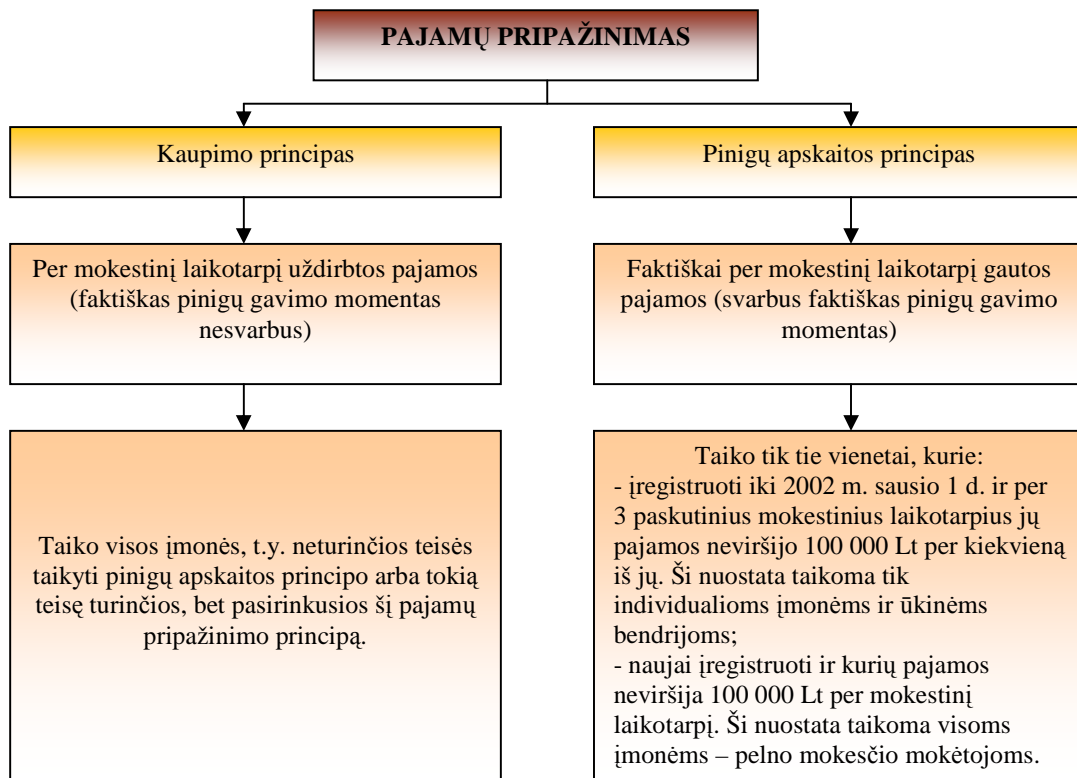 PAJAMŲ PRIPAŽINIMAS
Kaupimo principas
Pinigų apskaitos principas
Per mokestinį laikotarpį uždirbtos pajamos
(faktiškas pinigų gavimo momentas
nesvarbus)
Faktiškai per mokestinį laikotarpį gautos
pajamos (svarbus faktiškas pinigų gavimo
momentas)
Taiko visos įmonės, t.y. neturinčios teisės
taikyti pinigų apskaitos principo arba tokią
teisę turinčios, bet pasirinkusios šį pajamų
pripažinimo principą.
Taiko tik tie vienetai, kurie:
- įregistruoti iki 2002 m. sausio 1 d. ir per
3 paskutinius mokestinius laikotarpius jų
pajamos neviršijo 100 000 Lt per kiekvieną
iš jų. Ši nuostata taikoma tik
individualioms įmonėms ir ūkinėms
bendrijoms;
- naujai įregistruoti ir kurių pajamos
neviršija 100 000 Lt per mokestinį
laikotarpį. Ši nuostata taikoma visoms
įmonėms – pelno mokesčio mokėtojoms.